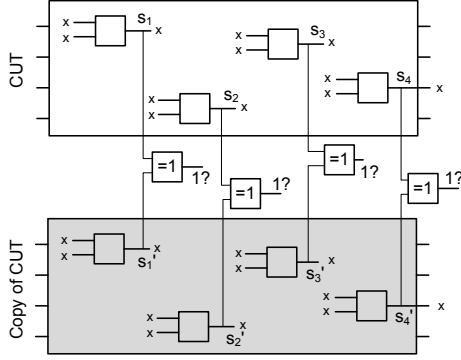 CUT
x
x
s1
x
x
x
s2
x
x
x
s3
x
x
x
s4
x
=1
1?
=1
1?
=1
1?
=1
1?
Copy of CUT
x
x
x
s1'
x
x
x
s2'
x
x
x
s3'
x
x
x
s4'